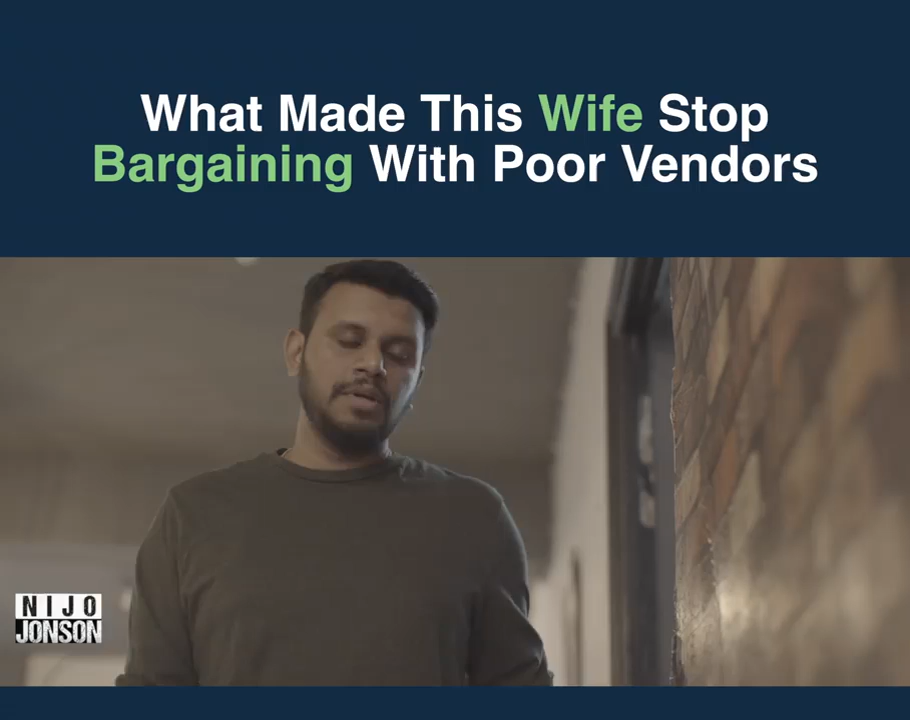 What Made This Wife Stop
Bargaining With Poor Vendors
NIJO
JONSON